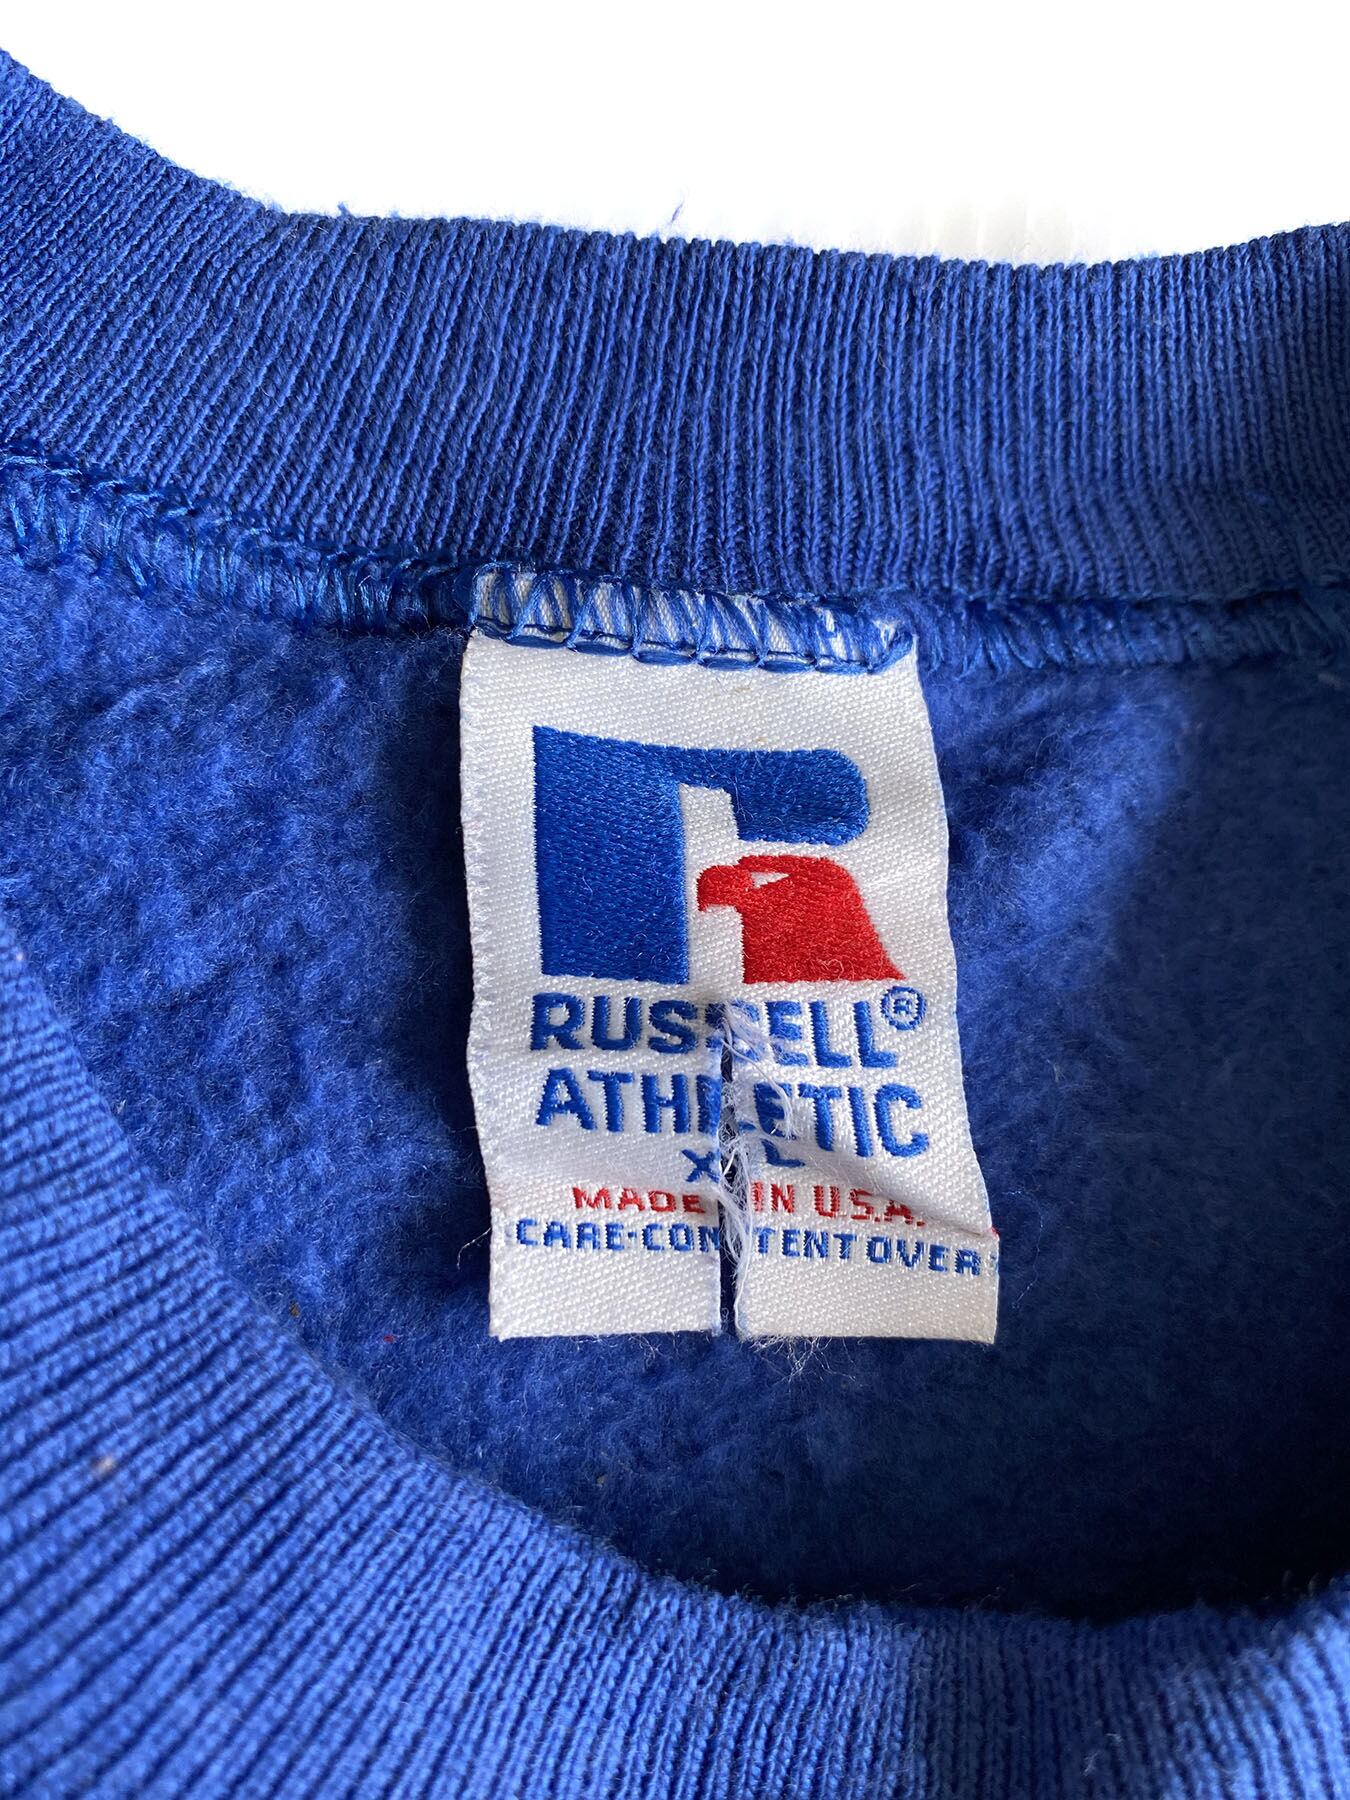 RUSSELL®
ATHLETIC
MADE IN U.S.A.
CARE-CONTENT OVER